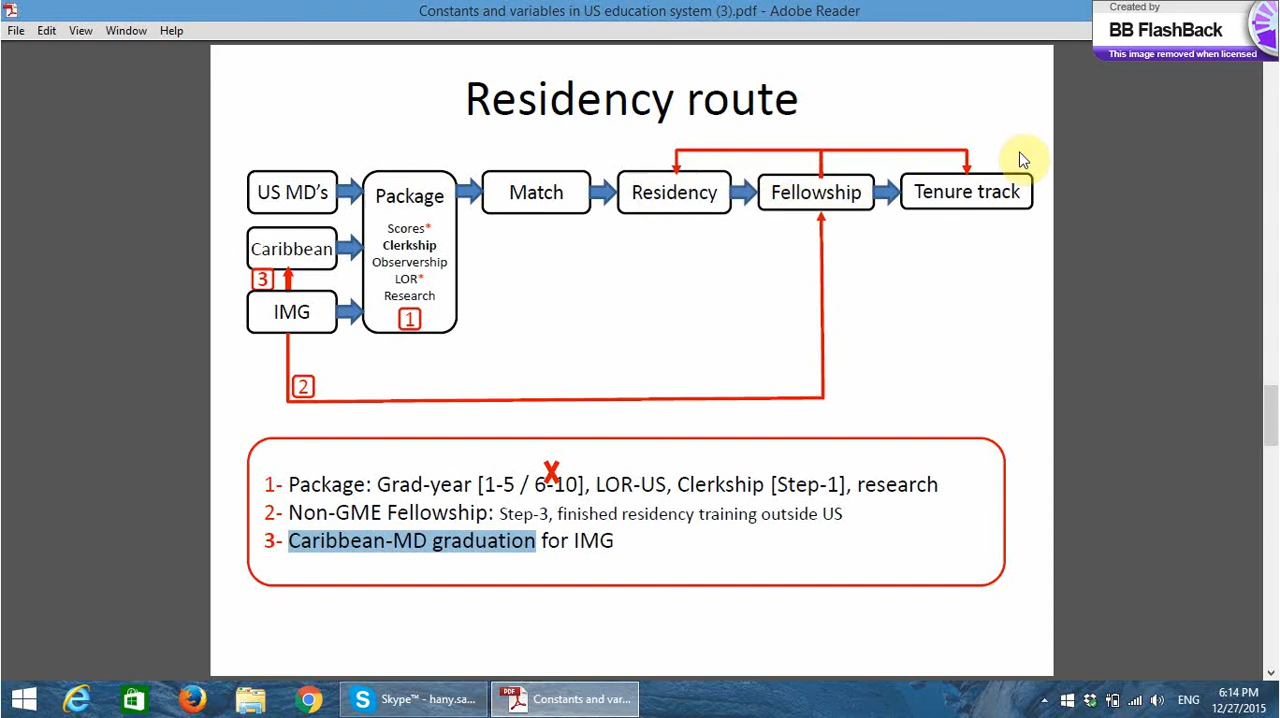 Constants and variables in US education system (3).pdf - Adobe Reader
File Edit View Window Help
Created by
BB FlashBack
This image removed when licensed
Residency route
US MD's
Caribbean
3
IMG
2
Package
Scores*
Clerkship
Observership
LOR*
Research
1
Match
Residency
Fellowship
Tenure track
X
1- Package: Grad-year [1-5 / 6-10], LOR-US, Clerkship [Step-1], research
2- Non-GME Fellowship: Step-3, finished residency training outside US
3- Caribbean-MD graduation for IMG
Skype™ - hany.sa...
PDF
Constants and var...
ENG
6:14 PM
12/27/2015